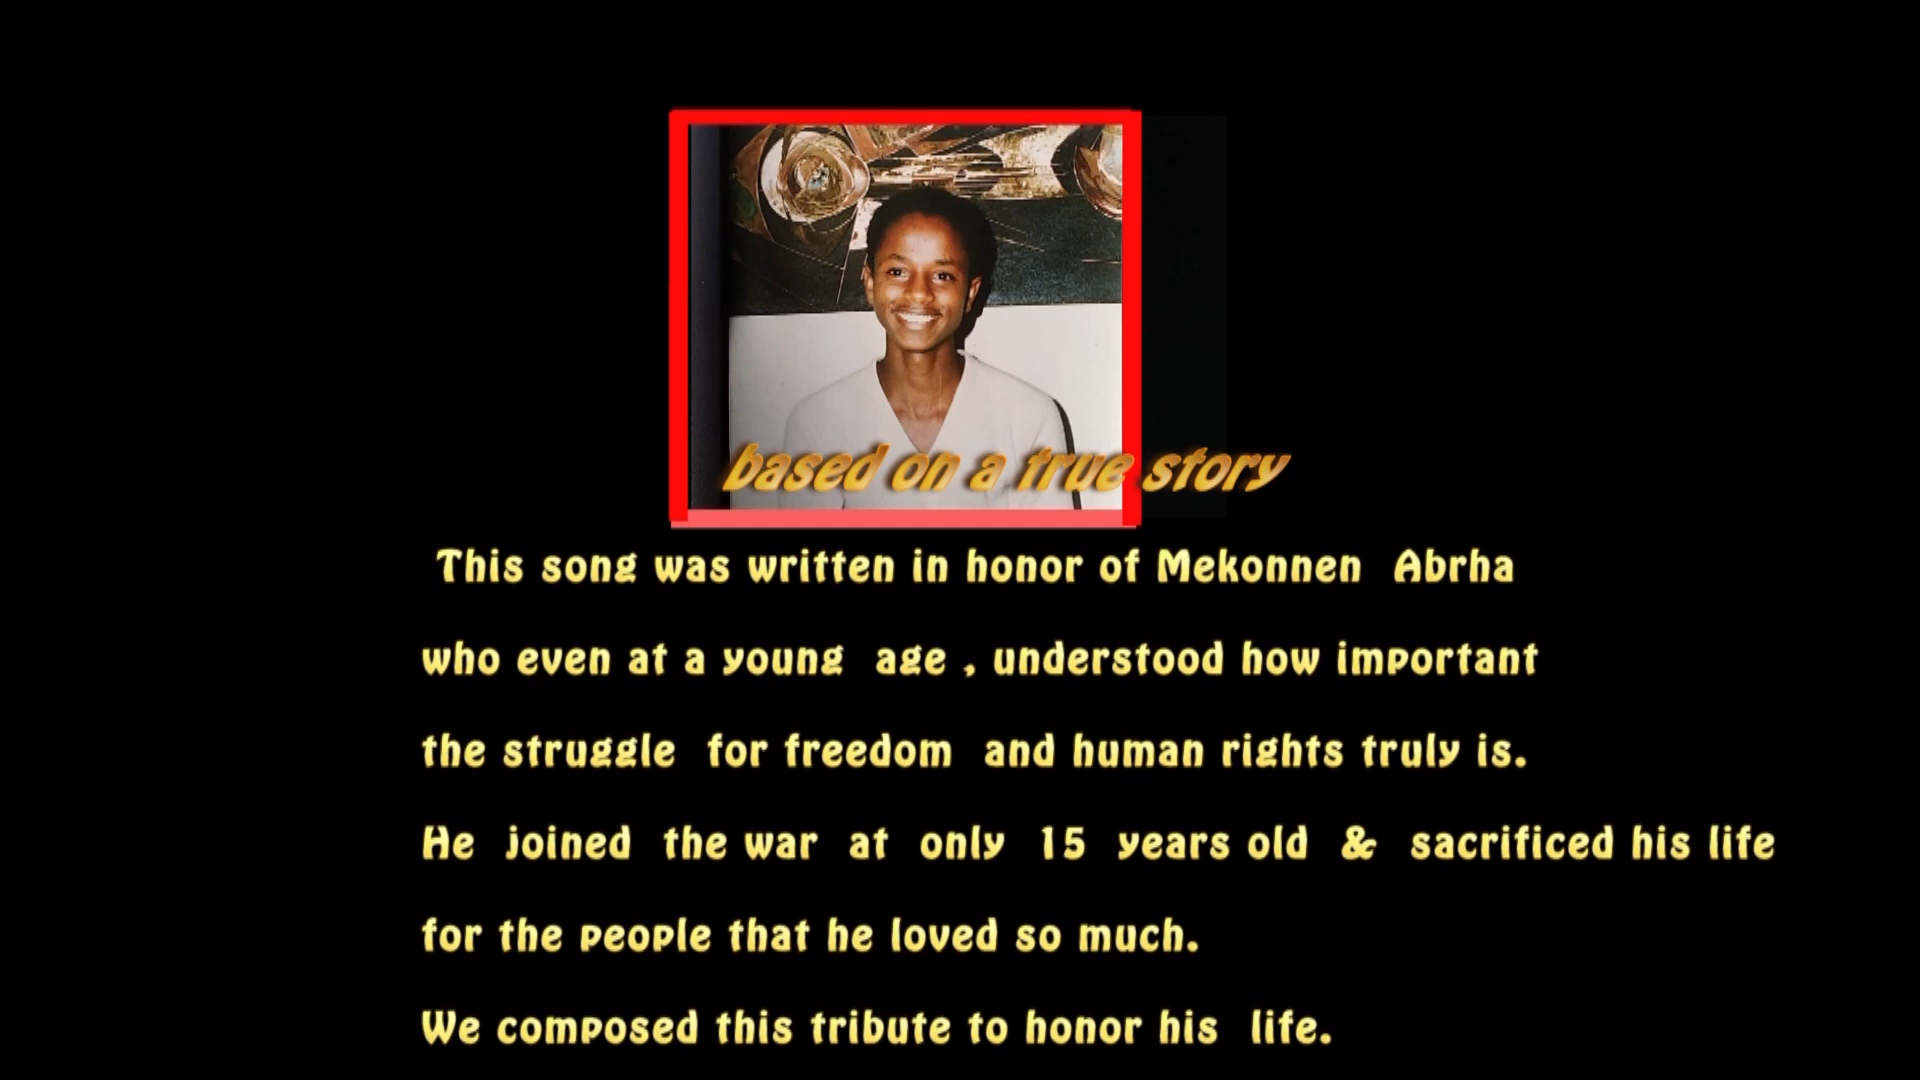 based on a true story
This song was written in honor of Mekonnen Abrha
who even at a young age , understood how important
the struggle for freedom and human rights truly is.
He joined the war at only 15 years old & sacrificed his life
for the people that he loved so much.
We composed this tribute to honor his life.